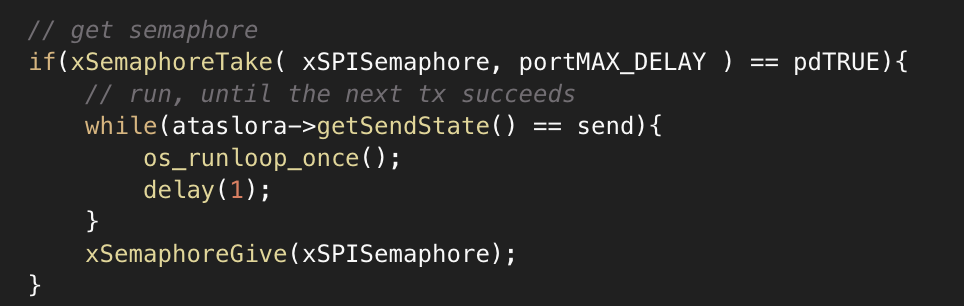 // get semaphore
if(xSemaphoreTake( xSPISemaphore, portMAX_DELAY ) == pdTRUE){
// run, until the next tx succeeds
while(ataslora->getSendState() == send){
os_runloop_once();
delay(1);
}
xSemaphoreGive(xSPISemaphore);
}